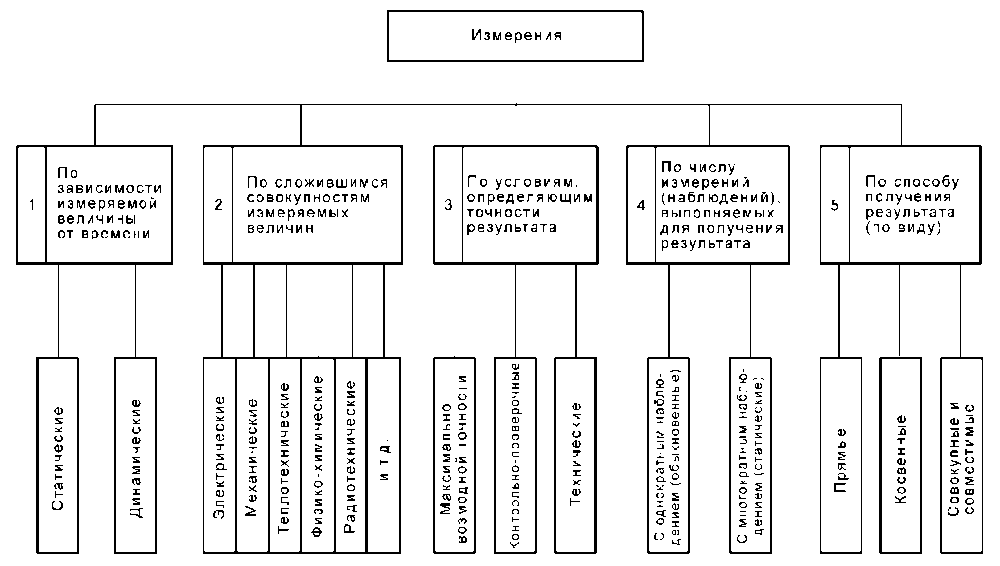 Измерения
1
По
зависимости
измеряемой
величины
от времени
2
По сложившимся
совокупностям
измеряемых
величин
3
По условиям,
определяющим
точности
результата
4
По числу
измерений
(наблюдений),
выполняемых
для получения
результата
5
По способу
получения
результата
(по виду)
Статические
Динамические
Электрические
Механические
Теплотехнические
Физико-химические
Радиотехнические
и т.д.
Максимально
возмодной точности
Контрольно-проверочные
Технические
С однократным наблю-
дением (обыкновенные)
С многократным наблю-
дением (статические)
Прямые
Косвенные
Совокупные и
совместимые